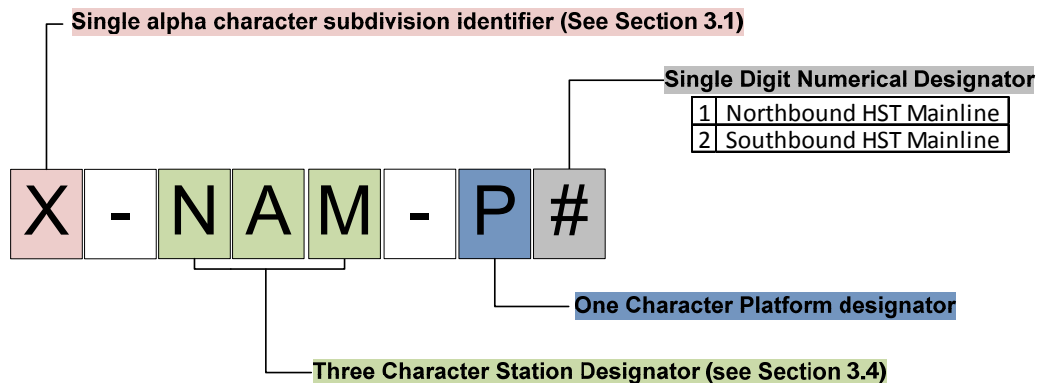 Single alpha character subdivision identifier (See Section 3.1)
Single Digit Numerical Designator
1 Northbound HST Mainline
2 Southbound HST Mainline
X - N A M - P #
One Character Platform designator
Three Character Station Designator (see Section 3.4)